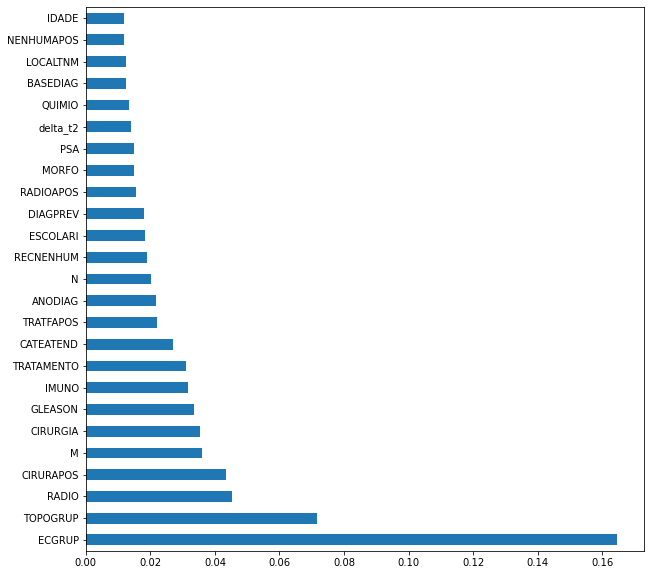 IDADE
NENHUMAPOS
LOCALTNM
BASEDIAG
QUIMIO
delta_t2
PSA
MORFO
RADIOAPOS
DIAGPREV
ESCOLARI
RECNENHUM
N
ANODIAG
TRATFAPOS
CATEATEND
TRATAMENTO
IMUNO
GLEASON
CIRURGIA
M
CIRURAPOS
RADIO
TOPOGRUP
ECGRUP
0.00 0.02 0.04 0.06 0.08 0.10 0.12 0.14 0.16